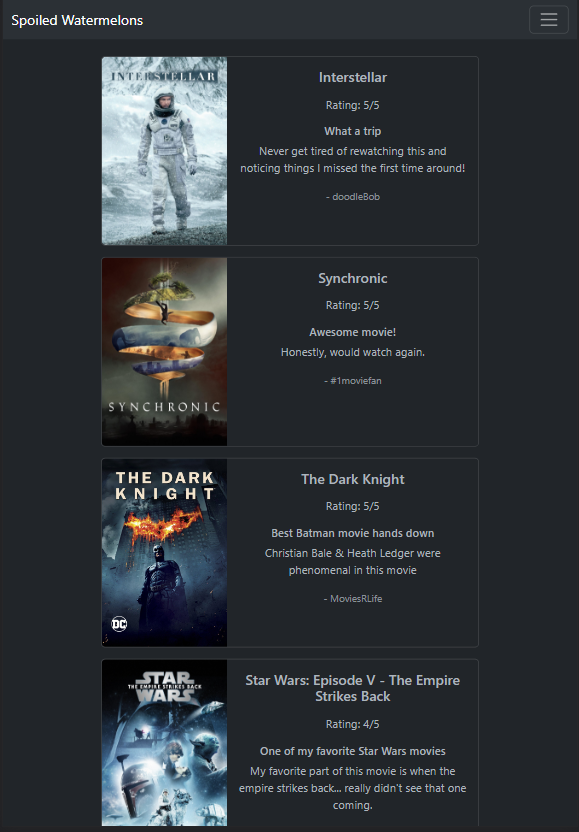 Spoiled Watermelons
INTERSTELLAR
Interstellar
Rating: 5/5
What a trip
Never get tired of rewatching this and
noticing things I missed the first time around!
- doodleBob
SYNCHRONIC
Synchronic
Rating: 5/5
Awesome movie!
Honestly, would watch again.
- #1moviefan
THE DARK
KNIGHT
DC
The Dark Knight
Rating: 5/5
Best Batman movie hands down
Christian Bale & Heath Ledger were
phenomenal in this movie
- MoviesRLife
STAR
THE EMPIRE STRIKES BACK
WARS
Star Wars: Episode V - The Empire
Strikes Back
Rating: 4/5
One of my favorite Star Wars movies
My favorite part of this movie is when the
empire strikes back... really didn't see that one
coming.